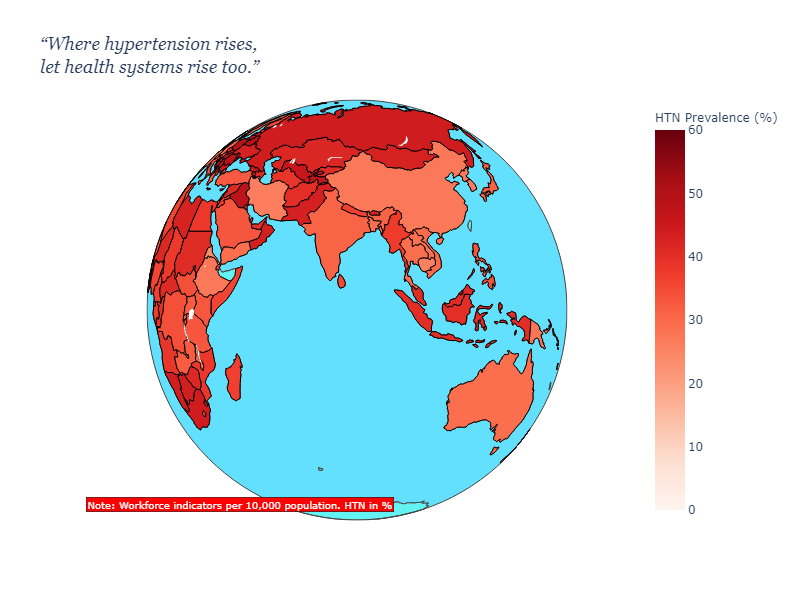 “Where hypertension rises,
let health systems rise too.”
HTN Prevalence (%)
60
50
40
30
20
10
0
Note: Workforce indicators per 10,000 population. HTN in %